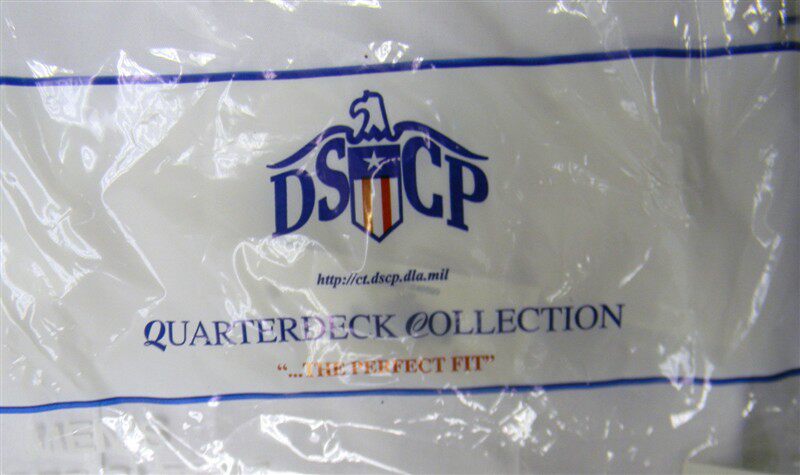 DSCP
http://ct.dscp.dla.mil
QUARTERDECK COLLECTION
"...THE PERFECT FIT"